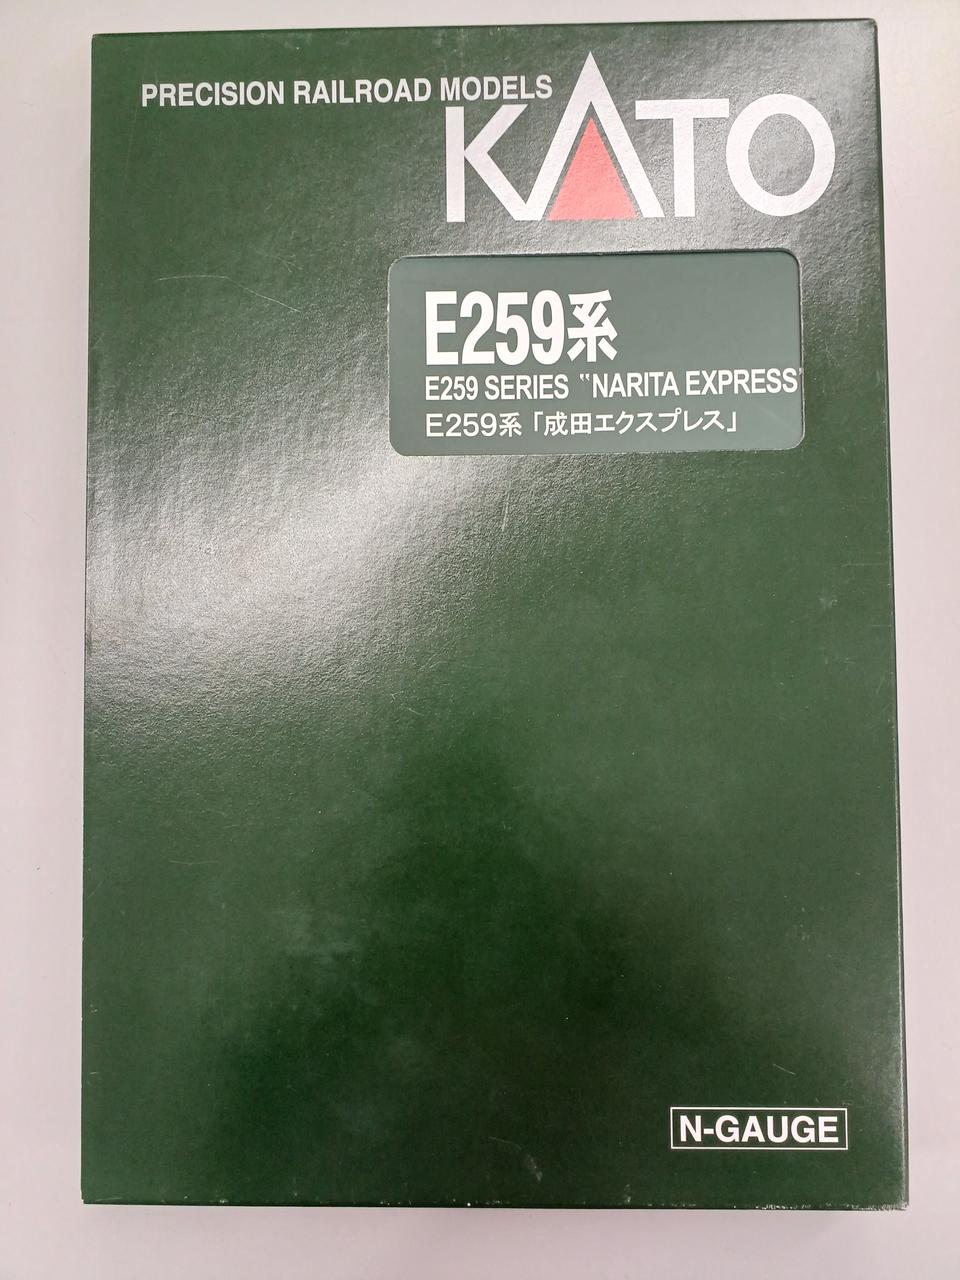 PRECISION RAILROAD MODELS
KATO
E259系
E259 SERIES “NARITA EXPRESS”
E259系「成田エクスプレス」
N-GAUGE